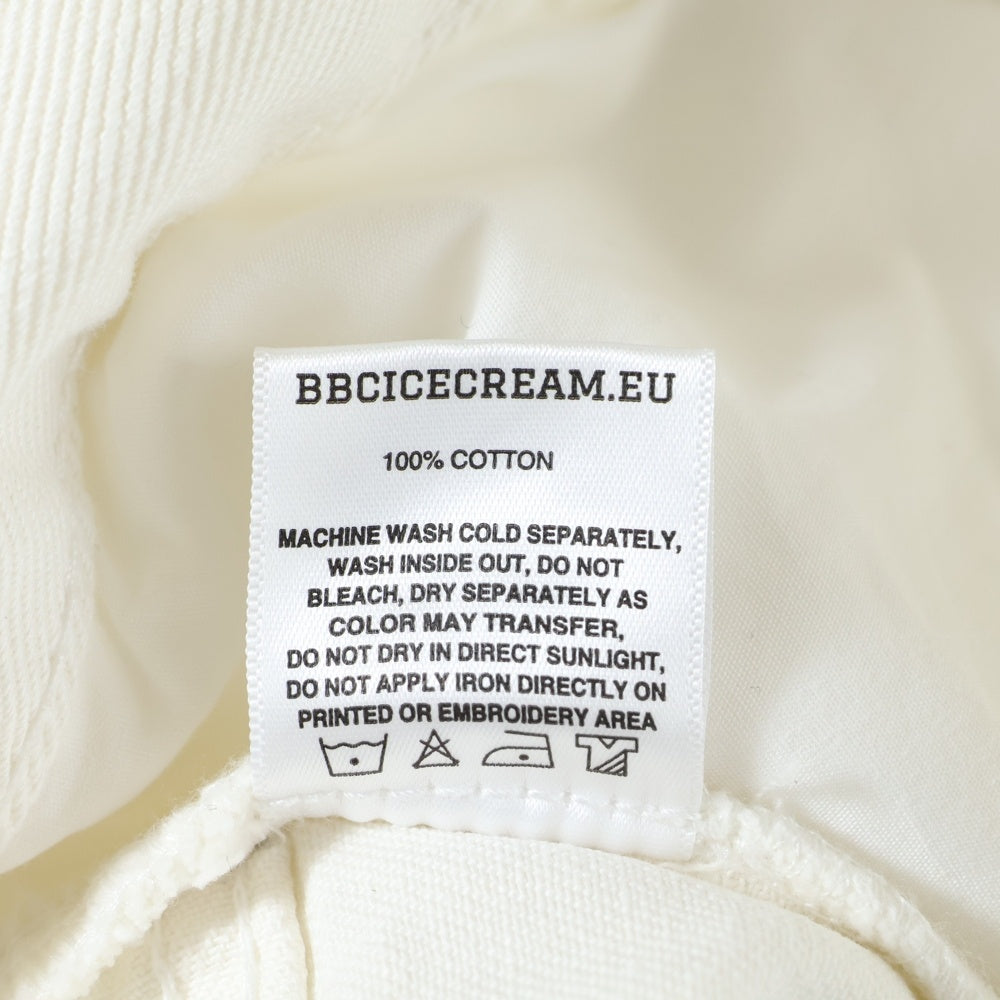 BBCICECREAM.EU
100% COTTON
MACHINE WASH COLD SEPARATELY,
WASH INSIDE OUT, DO NOT
BLEACH, DRY SEPARATELY AS
COLOR MAY TRANSFER,
DO NOT DRY IN DIRECT SUNLIGHT,
DO NOT APPLY IRON DIRECTLY ON
PRINTED OR EMBROIDERY AREA